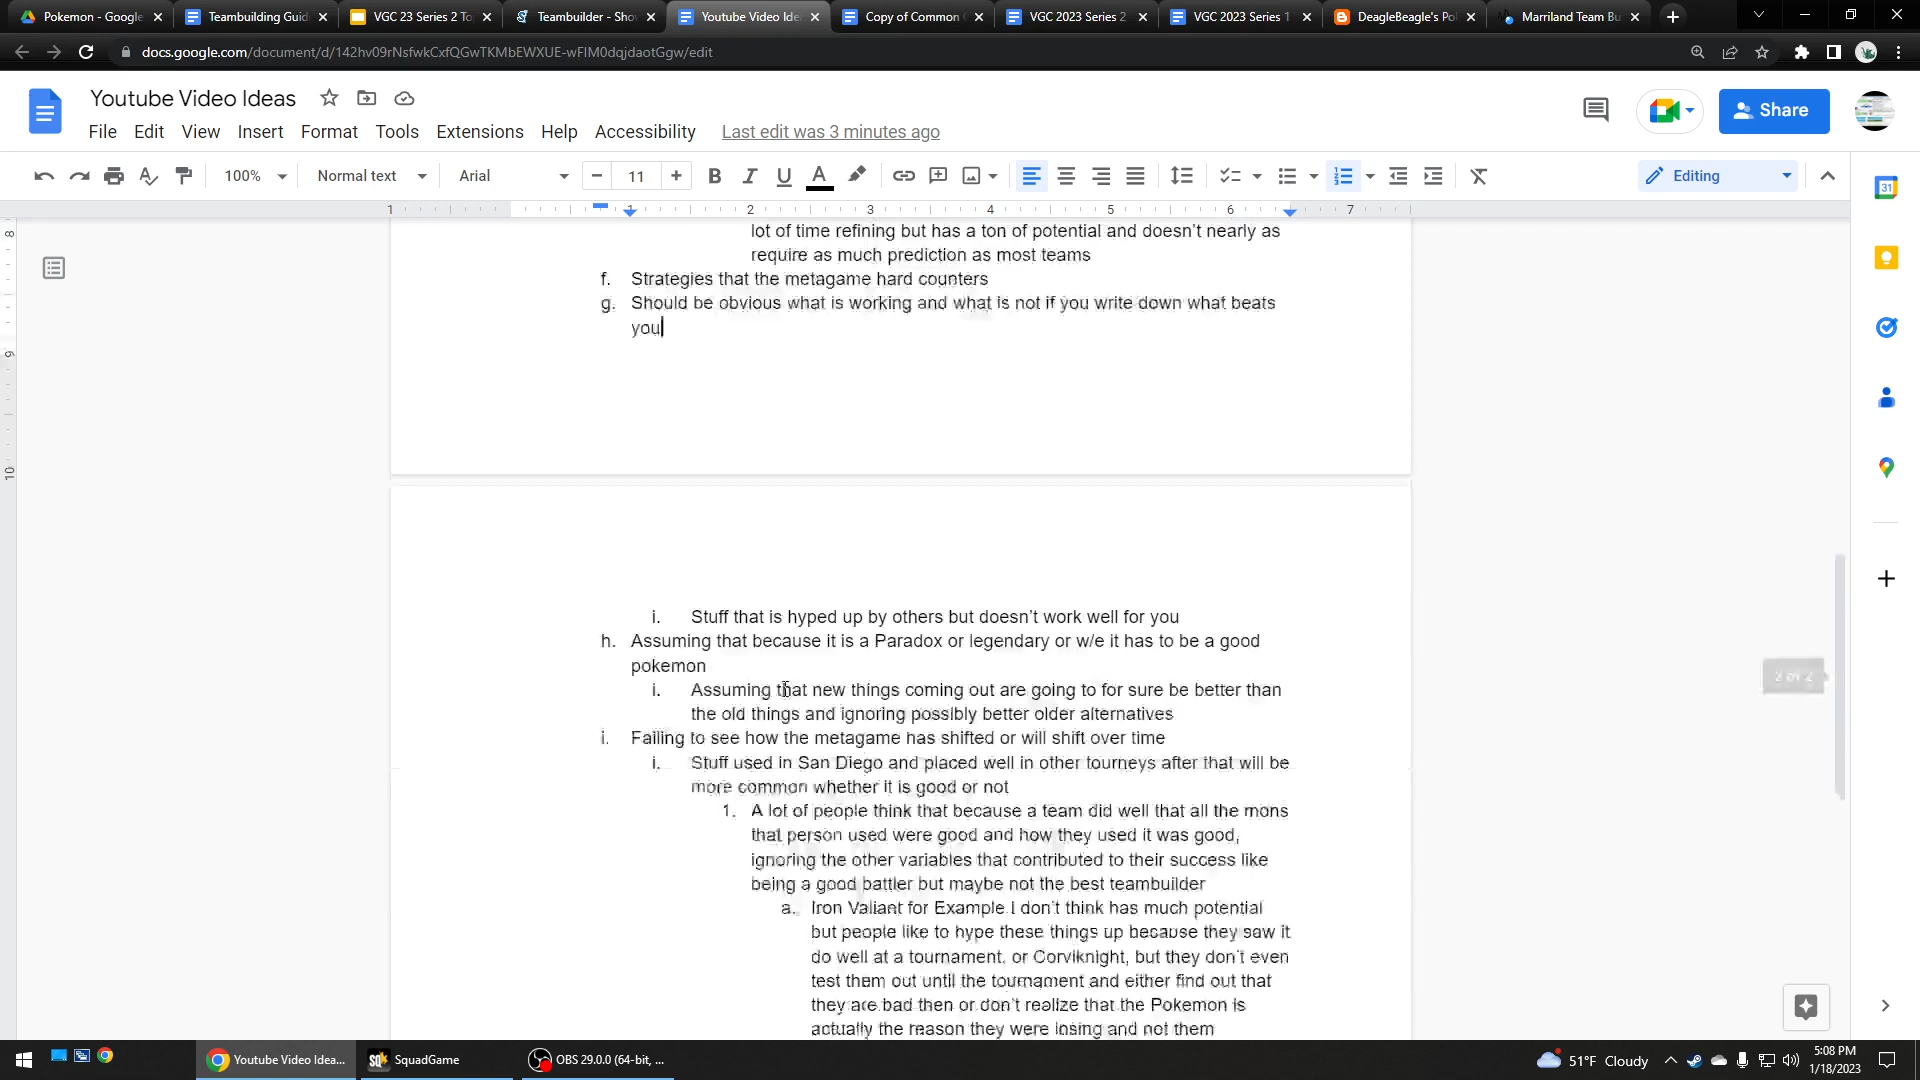 Pokemon - Google
Teambuilding Guid
VGC 23 Series 2 To
Teambuilder - Sho
Youtube Video Ide
Copy of Common
VGC 2023 Series 2
VGC 2023 Series 1
DeagleBeagle's Po
Marriland Team Bu
docs.google.com/document/d/142hv09rNsfwkCxfQGwTKMbEWXUE-wFIM0dqjdaotGgw/edit
Youtube Video Ideas
Share
File Edit View Insert Format Tools Extensions Help Accessibility Last edit was 3 minutes ago
100% Normal text Arial 11 Editing
1 1 2 3 4 5 6 7
8
9
10
lot of time refining but has a ton of potential and doesn't nearly as
require as much prediction as most teams
f. Strategies that the metagame hard counters
g. Should be obvious what is working and what is not if you write down what beats
you
i. Stuff that is hyped up by others but doesn't work well for you
h. Assuming that because it is a Paradox or legendary or w/e it has to be a good
pokemon
i. Assuming that new things coming out are going to for sure be better than
the old things and ignoring possibly better older alternatives
i. Failing to see how the metagame has shifted or will shift over time
i. Stuff used in San Diego and placed well in other tourneys after that will be
more common whether it is good or not
1. A lot of people think that because a team did well that all the mons
that person used were good and how they used it was good,
ignoring the other variables that contributed to their success like
being a good battler but maybe not the best teambuilder
a. Iron Valiant for Example I don't think has much potential
but people like to hype these things up because they saw it
do well at a tournament. or Corviknight, but they don't even
test them out until the tournament and either find out that
they are bad then or don't realize that the Pokemon is
actually the reason they were losing and not them
2 of 2
31
Youtube Video Idea...
SquadGame
OBS 29.0.0 (64-bit, ...
51°F Cloudy
5:08 PM
1/18/2023